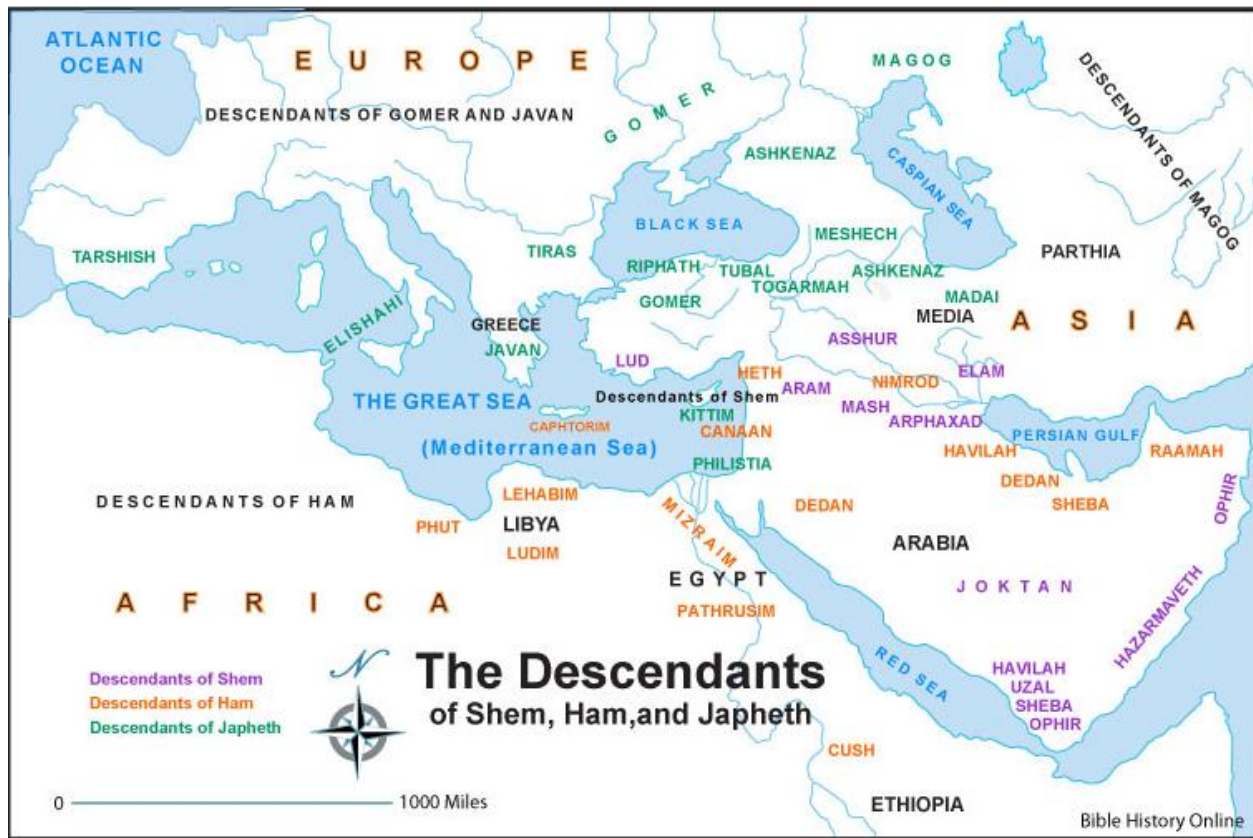 ATLANTIC
OCEAN
EUROPE
DESCENDANTS OF GOMER AND JAVAN
GOMER
MAGOG
DESCENDANTS OF MAGOG
ASHKENAZ
CASPIAN SEA
BLACK SEA
TARSHISH
TIRAS
MESHECH
PARTHIA
RIPHATH
TUBAL
ASHKENAZ
TOGARMAH
GOMER
MADAI
MEDIA
ASIA
ELISHAHI
GREECE
JAVAN
LUD
ASSHUR
HETH
ARAM
NIMROD
ELAM
THE GREAT SEA
Descendants of Shem
MASH
KITTIM
ARPHAXAD
CAPHTORIM
CANAAN
PERSIAN GULF
(Mediterranean Sea)
HAVILAH
RAAMAH
PHILISTIA
DEDAN
SHEBA
OPHIR
DESCENDANTS OF HAM
LEHABIM
PHUT
LIBYA
LUDIM
MIZRAIM
DEDAN
ARABIA
EGYPT
JOKTAN
AFRICA
PATHRUSIM
HAZARMAVETH
N
The Descendants
of Shem, Ham,and Japheth
Descendants of Shem
Descendants of Ham
Descendants of Japheth
RED SEA
HAVILAH
UZAL
SHEBA
OPHIR
CUSH
0 1000 Miles
ETHIOPIA
Bible History Online